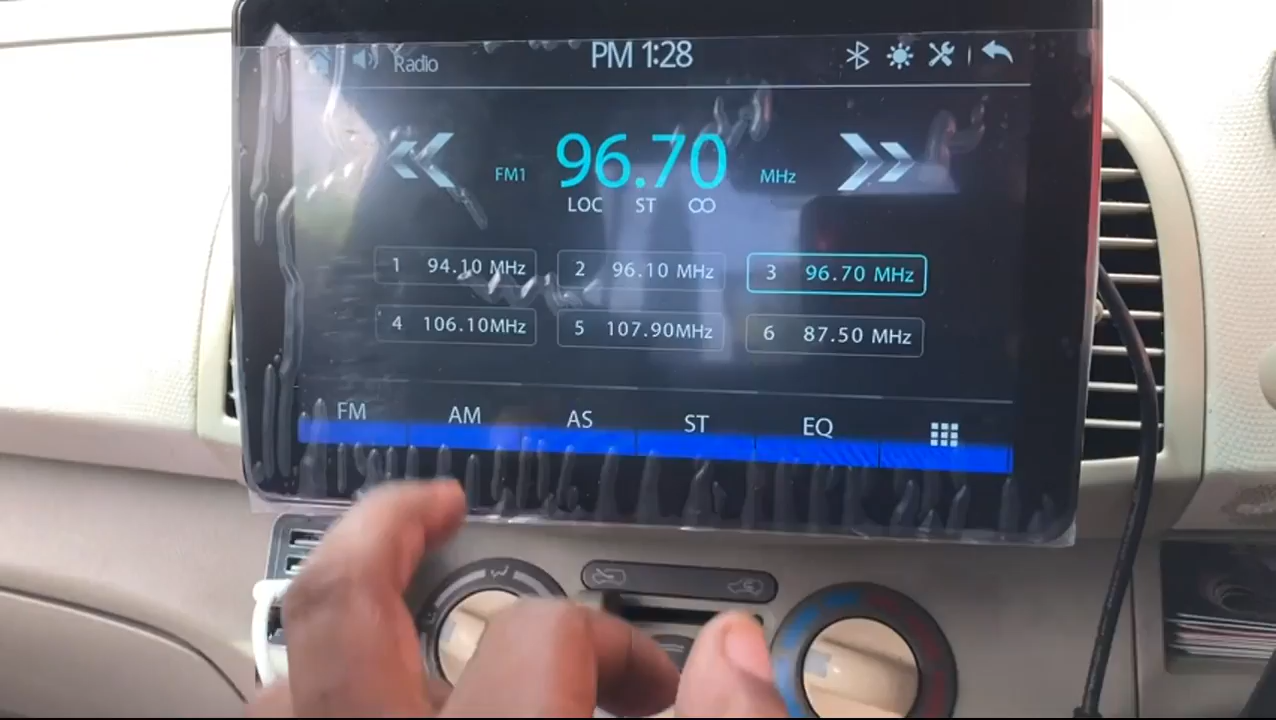 Radio PM 1:28
FM1 96.70 MHz
LOC ST
1 94.10 MHz 2 96.10 MHz 3 96.70 MHz
4 106.10MHz 5 107.90MHz 6 87.50 MHz
FM AM AS ST EQ